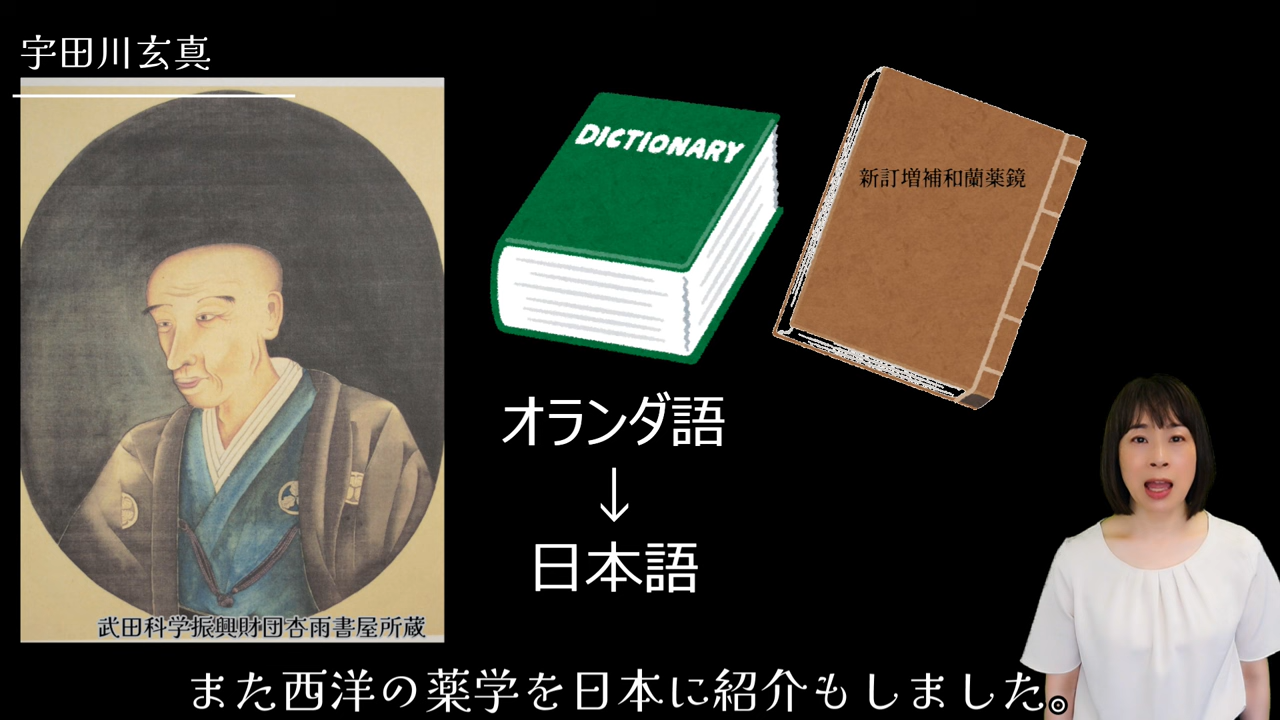 宇田川玄真
DICTIONARY
新訂増補和蘭薬鏡
オランダ語
↓
日本語
武田科学振興財団杏雨書屋所蔵
また西洋の薬学を日本に紹介もしました。